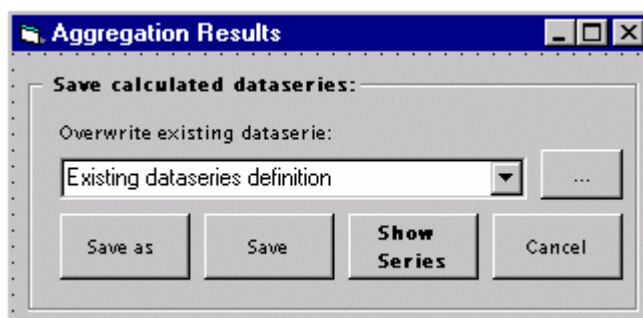 Aggregation Results
Save calculated dataseries:
Overwrite existing dataserie:
Existing dataseries definition
...
Save as
Save
Show
Series
Cancel